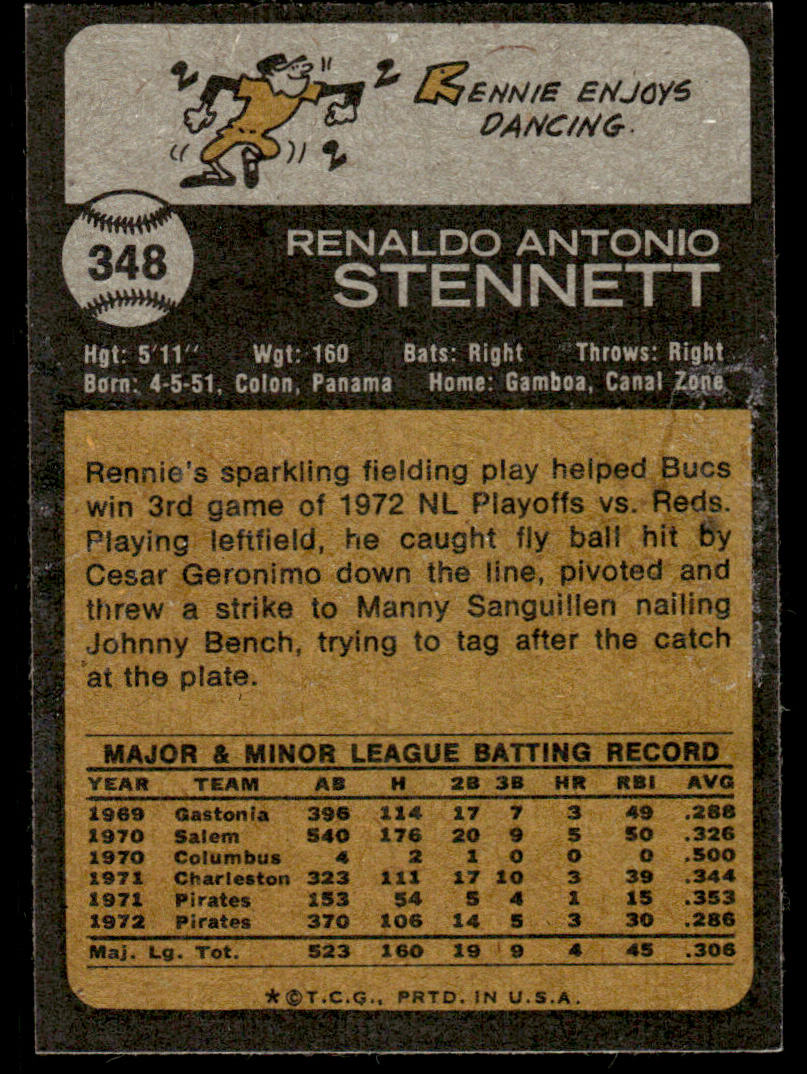 RENNIE ENJOYS
DANCING.
348
RENALDO ANTONIO
STENNETT
Hgt: 5'11" Wgt: 160 Bats: Right Throws: Right
Born: 4-5-51, Colon, Panama Home: Gamboa, Canal Zone
Rennie's sparkling fielding play helped Bucs
win 3rd game of 1972 NL Playoffs vs. Reds.
Playing leftfield, he caught fly ball hit by
Cesar Geronimo down the line, pivoted and
threw a strike to Manny Sanguillen nailing
Johnny Bench, trying to tag after the catch
at the plate.
MAJOR & MINOR LEAGUE BATTING RECORD
YEAR TEAM AB H 2B 3B HR RBI AVG
1969 Gastonia 396 114 17 7 3 49 .288
1970 Salem 540 176 20 9 5 50 .326
1970 Columbus 4 2 1 0 0 0 .500
1971 Charleston 323 111 17 10 3 39 .344
1971 Pirates 153 54 5 4 1 15 .353
1972 Pirates 370 106 14 5 3 30 .286
Maj. Lg. Tot. 523 160 19 9 4 45 .306
*©T.C.G., PRTD. IN U.S.A.